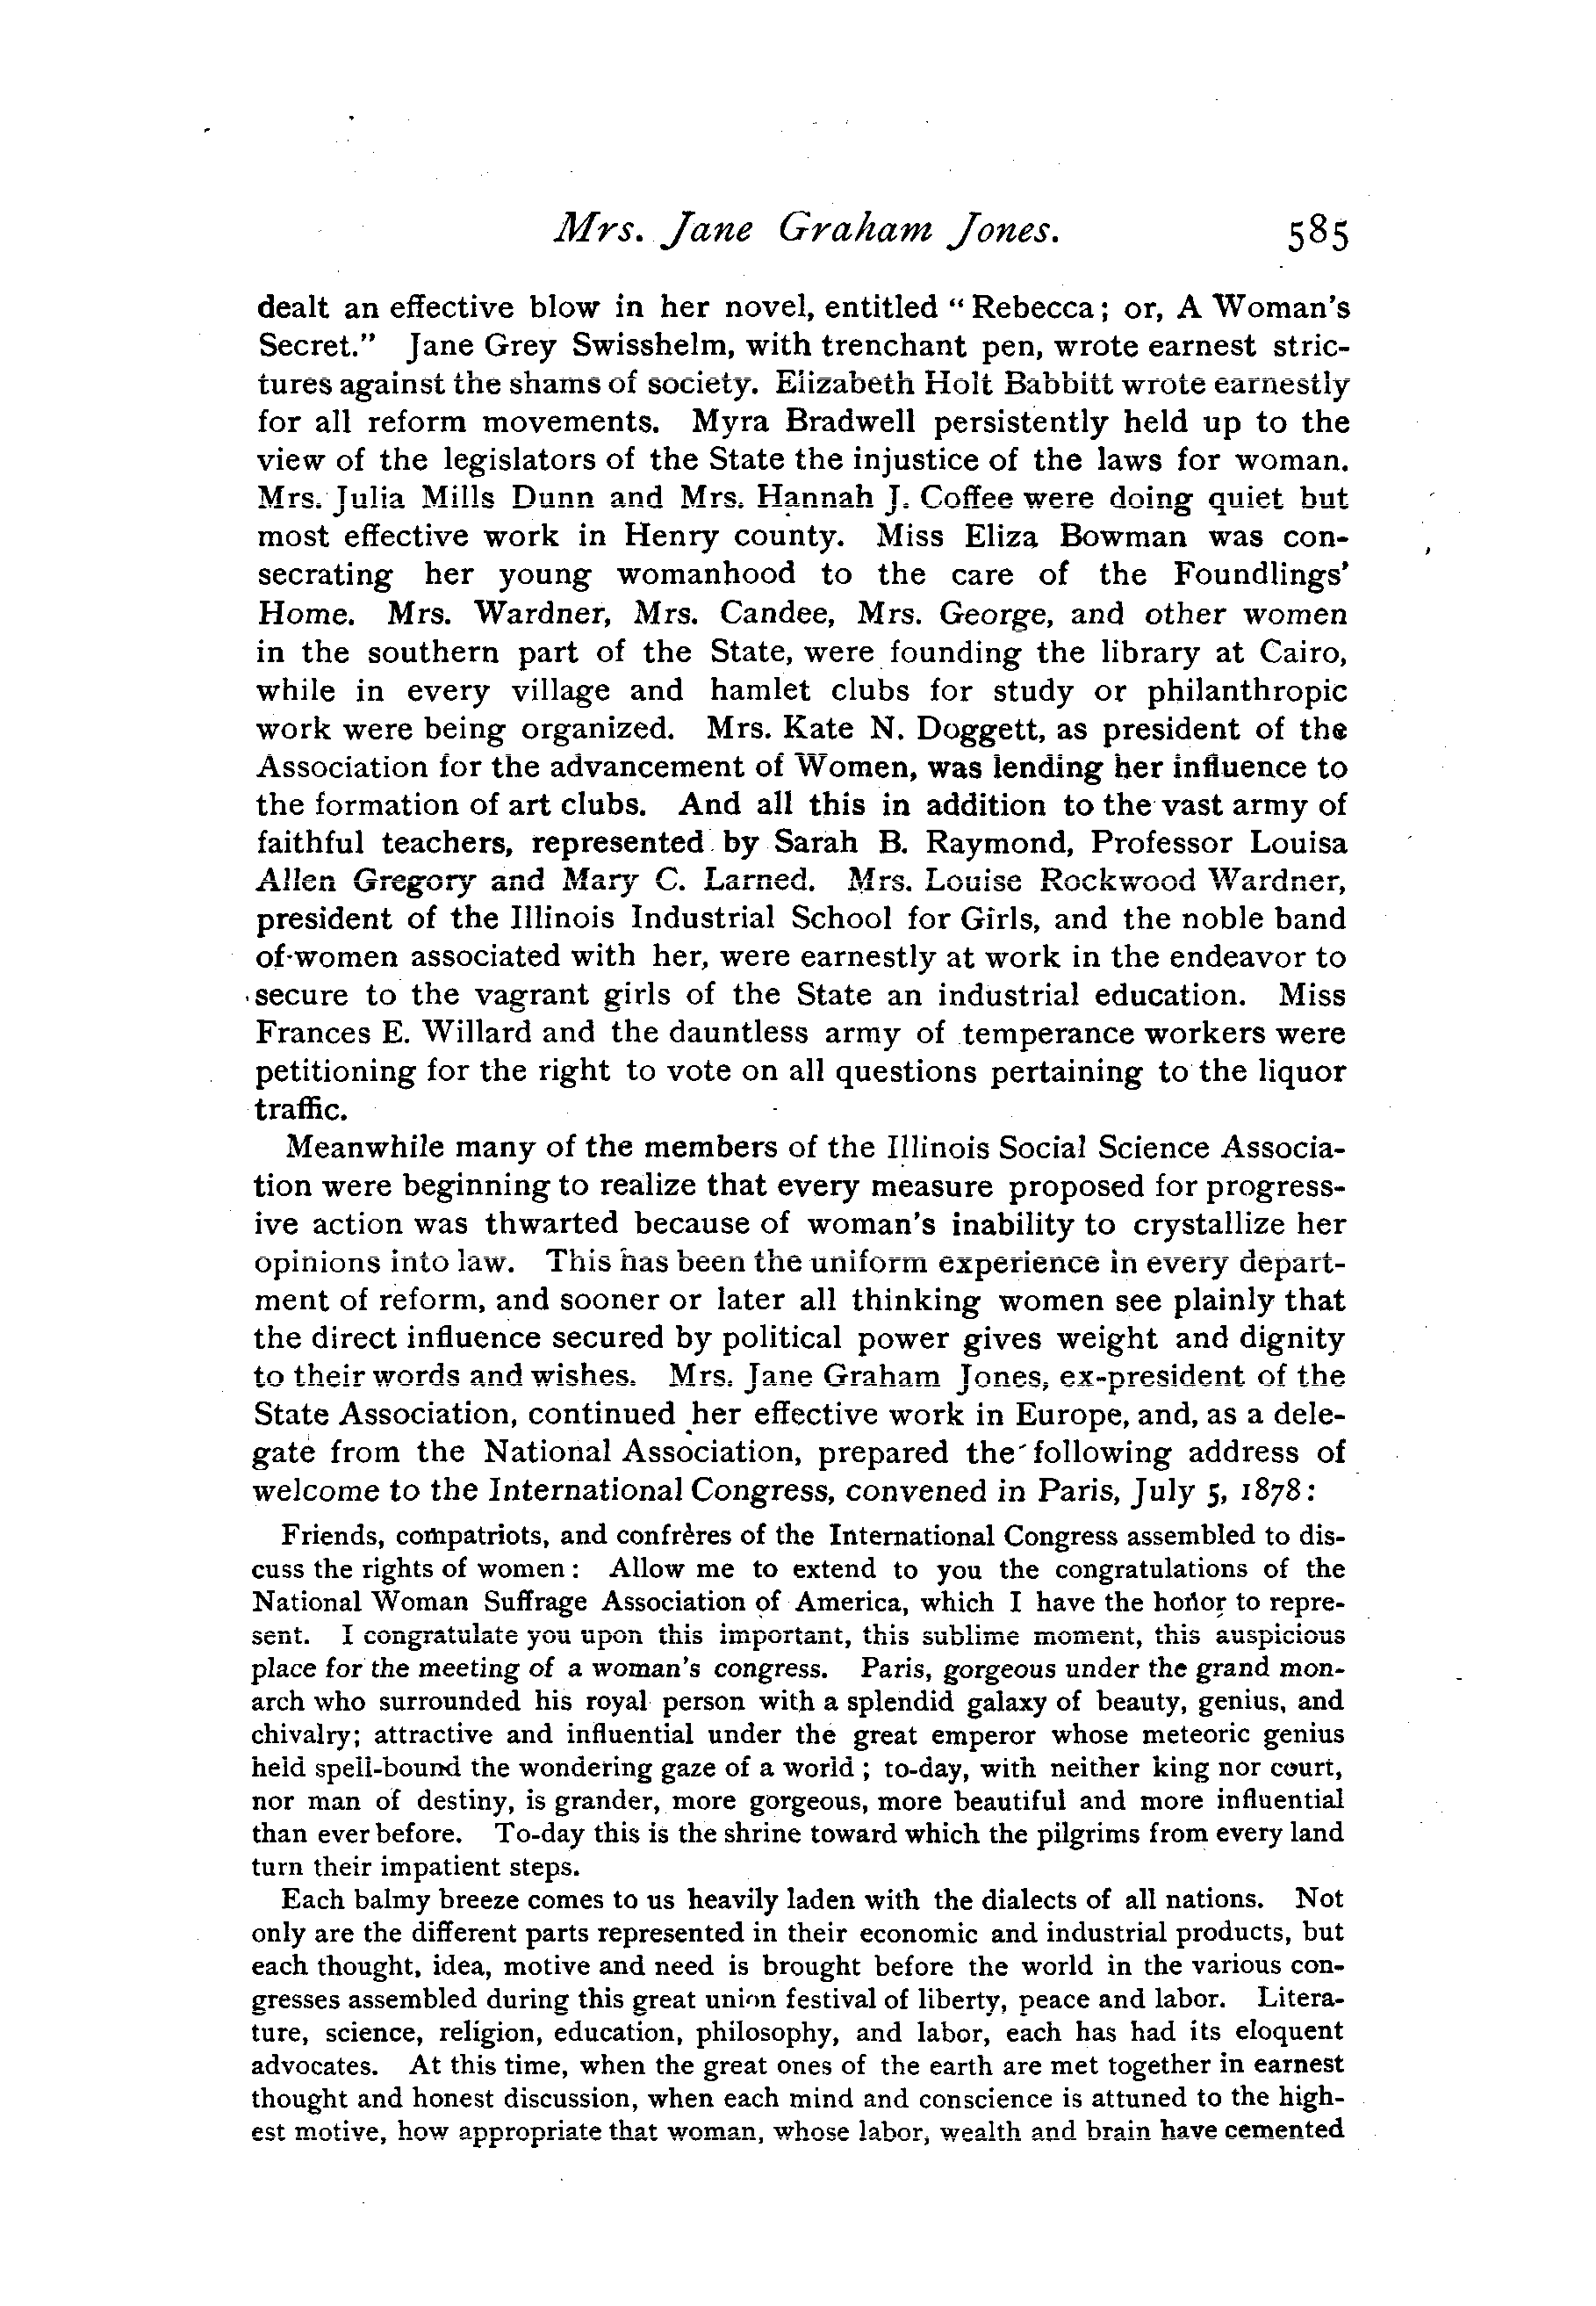 Mrs. Jane Graham Jones. 585
dealt an effective blow in her novel, entitled " Rebecca; or, A Woman's
Secret." Jane Grey Swisshelm, with trenchant pen, wrote earnest stric-
tures against the shams of society. Elizabeth Holt Babbitt wrote earnestly
for all reform movements. Myra Bradwell persistently held up to the
view of the legislators of the State the injustice of the laws for woman.
Mrs. Julia Mills Dunn and Mrs. Hannah J. Coffee were doing quiet but
most effective work in Henry county. Miss Eliza Bowman was con-
secrating her young womanhood to the care of the Foundlings'
Home. Mrs. Wardner, Mrs. Candee, Mrs. George, and other women
in the southern part of the State, were founding the library at Cairo,
while in every village and hamlet clubs for study or philanthropic
work were being organized. Mrs. Kate N. Doggett, as president of the
Association for the advancement of Women, was lending her influence to
the formation of art clubs. And all this in addition to the vast army of
faithful teachers, represented by Sarah B. Raymond, Professor Louisa
Allen Gregory and Mary C. Larned. Mrs. Louise Rockwood Wardner,
president of the Illinois Industrial School for Girls, and the noble band
of women associated with her, were earnestly at work in the endeavor to
secure to the vagrant girls of the State an industrial education. Miss
Frances E. Willard and the dauntless army of temperance workers were
petitioning for the right to vote on all questions pertaining to the liquor
traffic.
Meanwhile many of the members of the Illinois Social Science Associa-
tion were beginning to realize that every measure proposed for progress-
ive action was thwarted because of woman's inability to crystallize her
opinions into law. This has been the uniform experience in every depart-
ment of reform, and sooner or later all thinking women see plainly that
the direct influence secured by political power gives weight and dignity
to their words and wishes. Mrs. Jane Graham Jones, ex-president of the
State Association, continued her effective work in Europe, and, as a dele-
gate from the National Association, prepared the following address of
welcome to the International Congress, convened in Paris, July 5, 1878:
Friends, compatriots, and confrères of the International Congress assembled to dis-
cuss the rights of women: Allow me to extend to you the congratulations of the
National Woman Suffrage Association of America, which I have the honor to repre-
sent. I congratulate you upon this important, this sublime moment, this auspicious
place for the meeting of a woman's congress. Paris, gorgeous under the grand mon-
arch who surrounded his royal person with a splendid galaxy of beauty, genius, and
chivalry; attractive and influential under the great emperor whose meteoric genius
held spell-bound the wondering gaze of a world; to-day, with neither king nor court,
nor man of destiny, is grander, more gorgeous, more beautiful and more influential
than ever before. To-day this is the shrine toward which the pilgrims from every land
turn their impatient steps.
Each balmy breeze comes to us heavily laden with the dialects of all nations. Not
only are the different parts represented in their economic and industrial products, but
each thought, idea, motive and need is brought before the world in the various con-
gresses assembled during this great union festival of liberty, peace and labor. Litera-
ture, science, religion, education, philosophy, and labor, each has had its eloquent
advocates. At this time, when the great ones of the earth are met together in earnest
thought and honest discussion, when each mind and conscience is attuned to the high-
est motive, how appropriate that woman, whose labor, wealth and brain have cemented